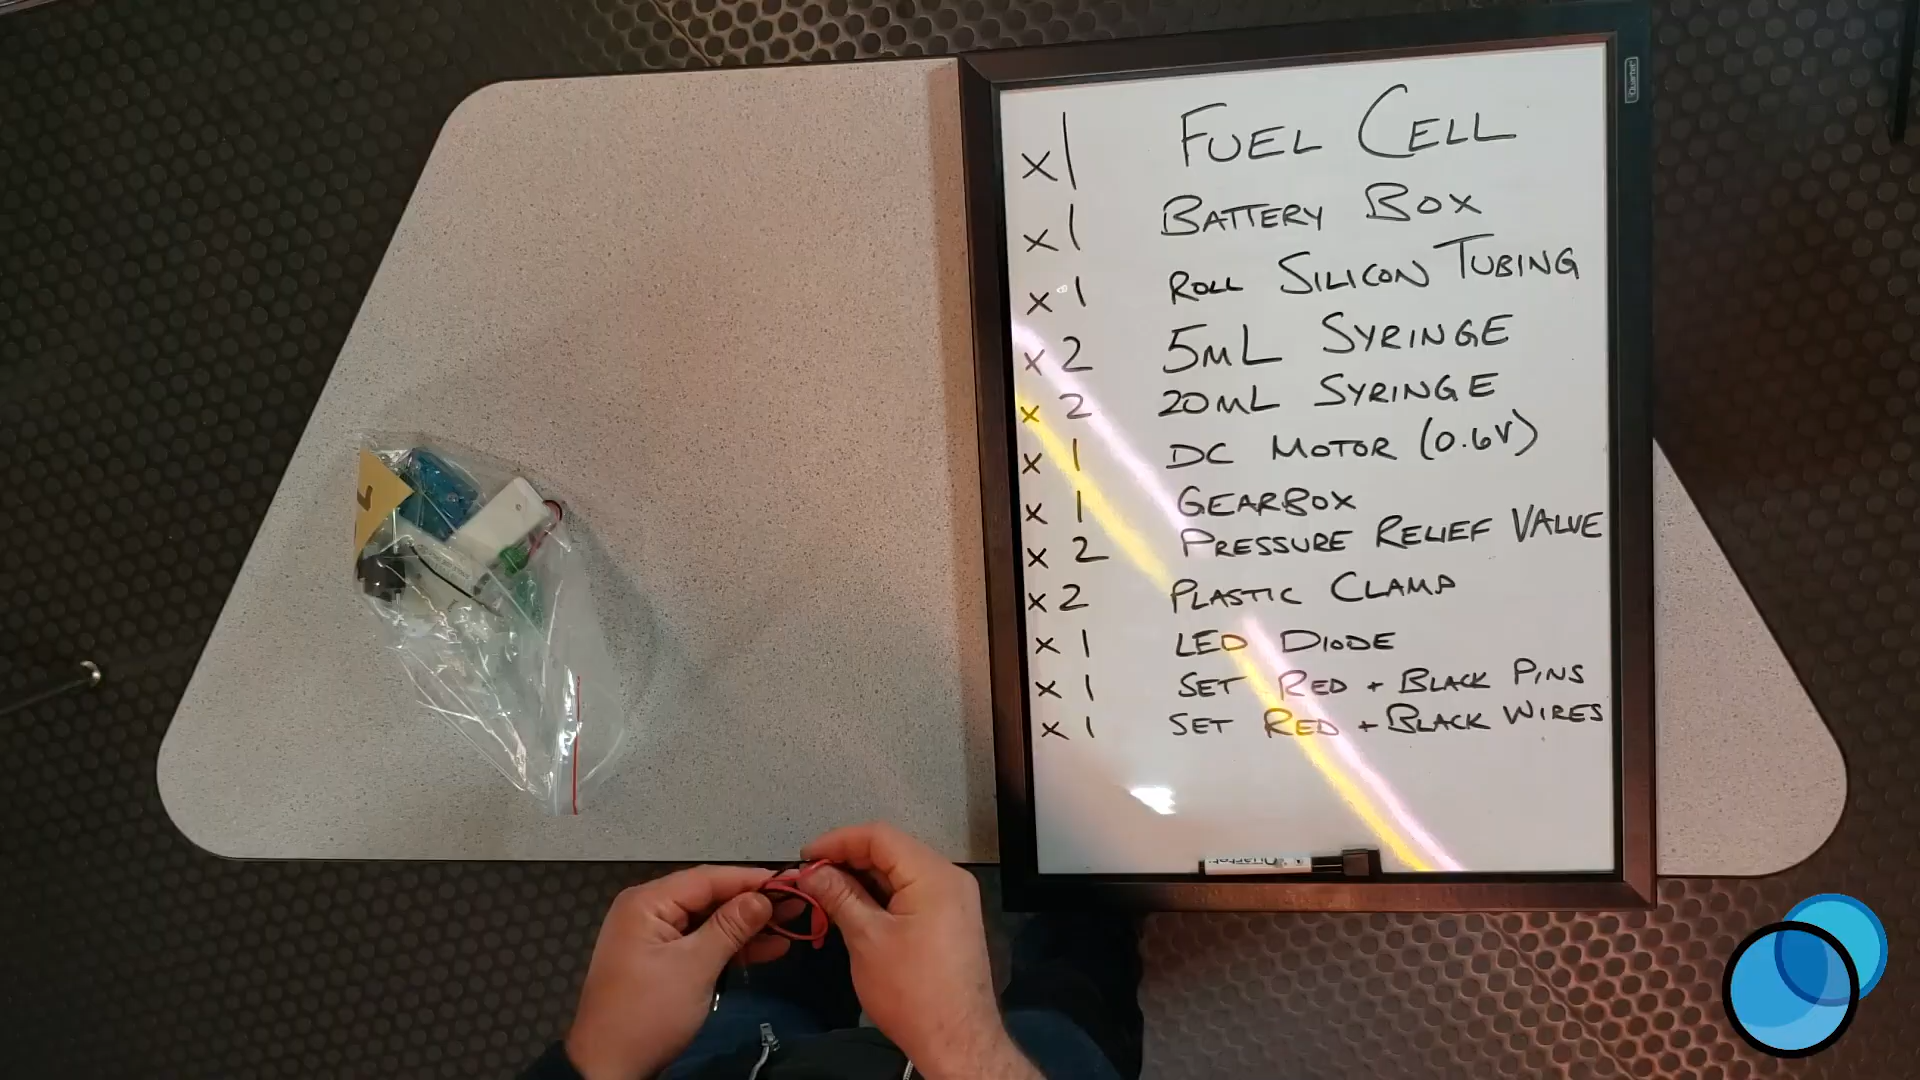 x1 FUEL CELL
x1 BATTERY BOX
x1 ROLL SILICON TUBING
x2 5mL SYRINGE
x2 20mL SYRINGE
x1 DC MOTOR (0.6V)
x1 GEARBOX
x2 PRESSURE RELIEF VALVE
x2 PLASTIC CLAMP
x1 LED DIODE
x1 SET RED + BLACK PINS
x1 SET RED + BLACK WIRES
Quartet
Quartet